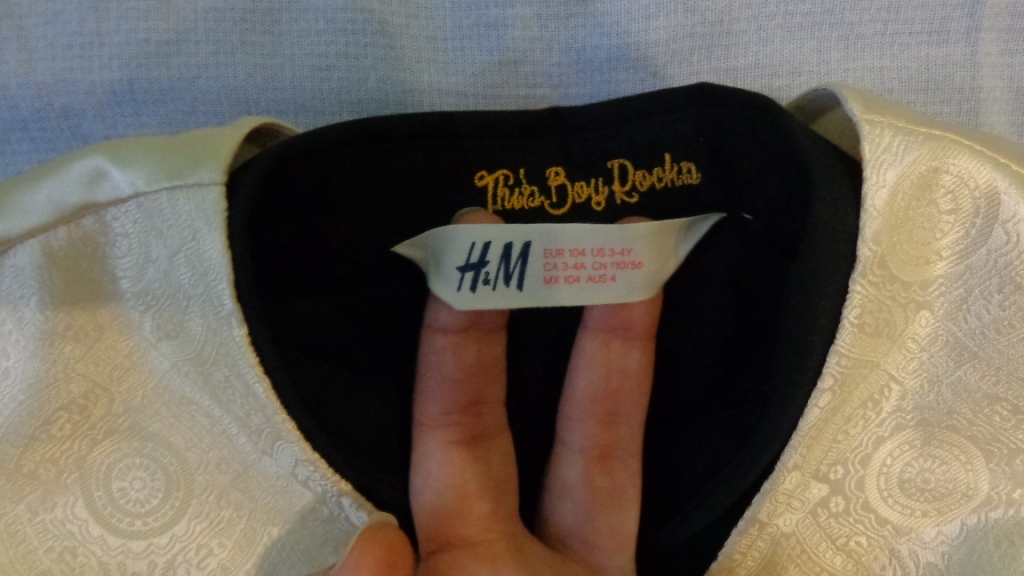 This Boy Rocks
H&M
EUR 104 US 3-4Y
CA 3-4A CN 110/56
MX 104 AUS 4